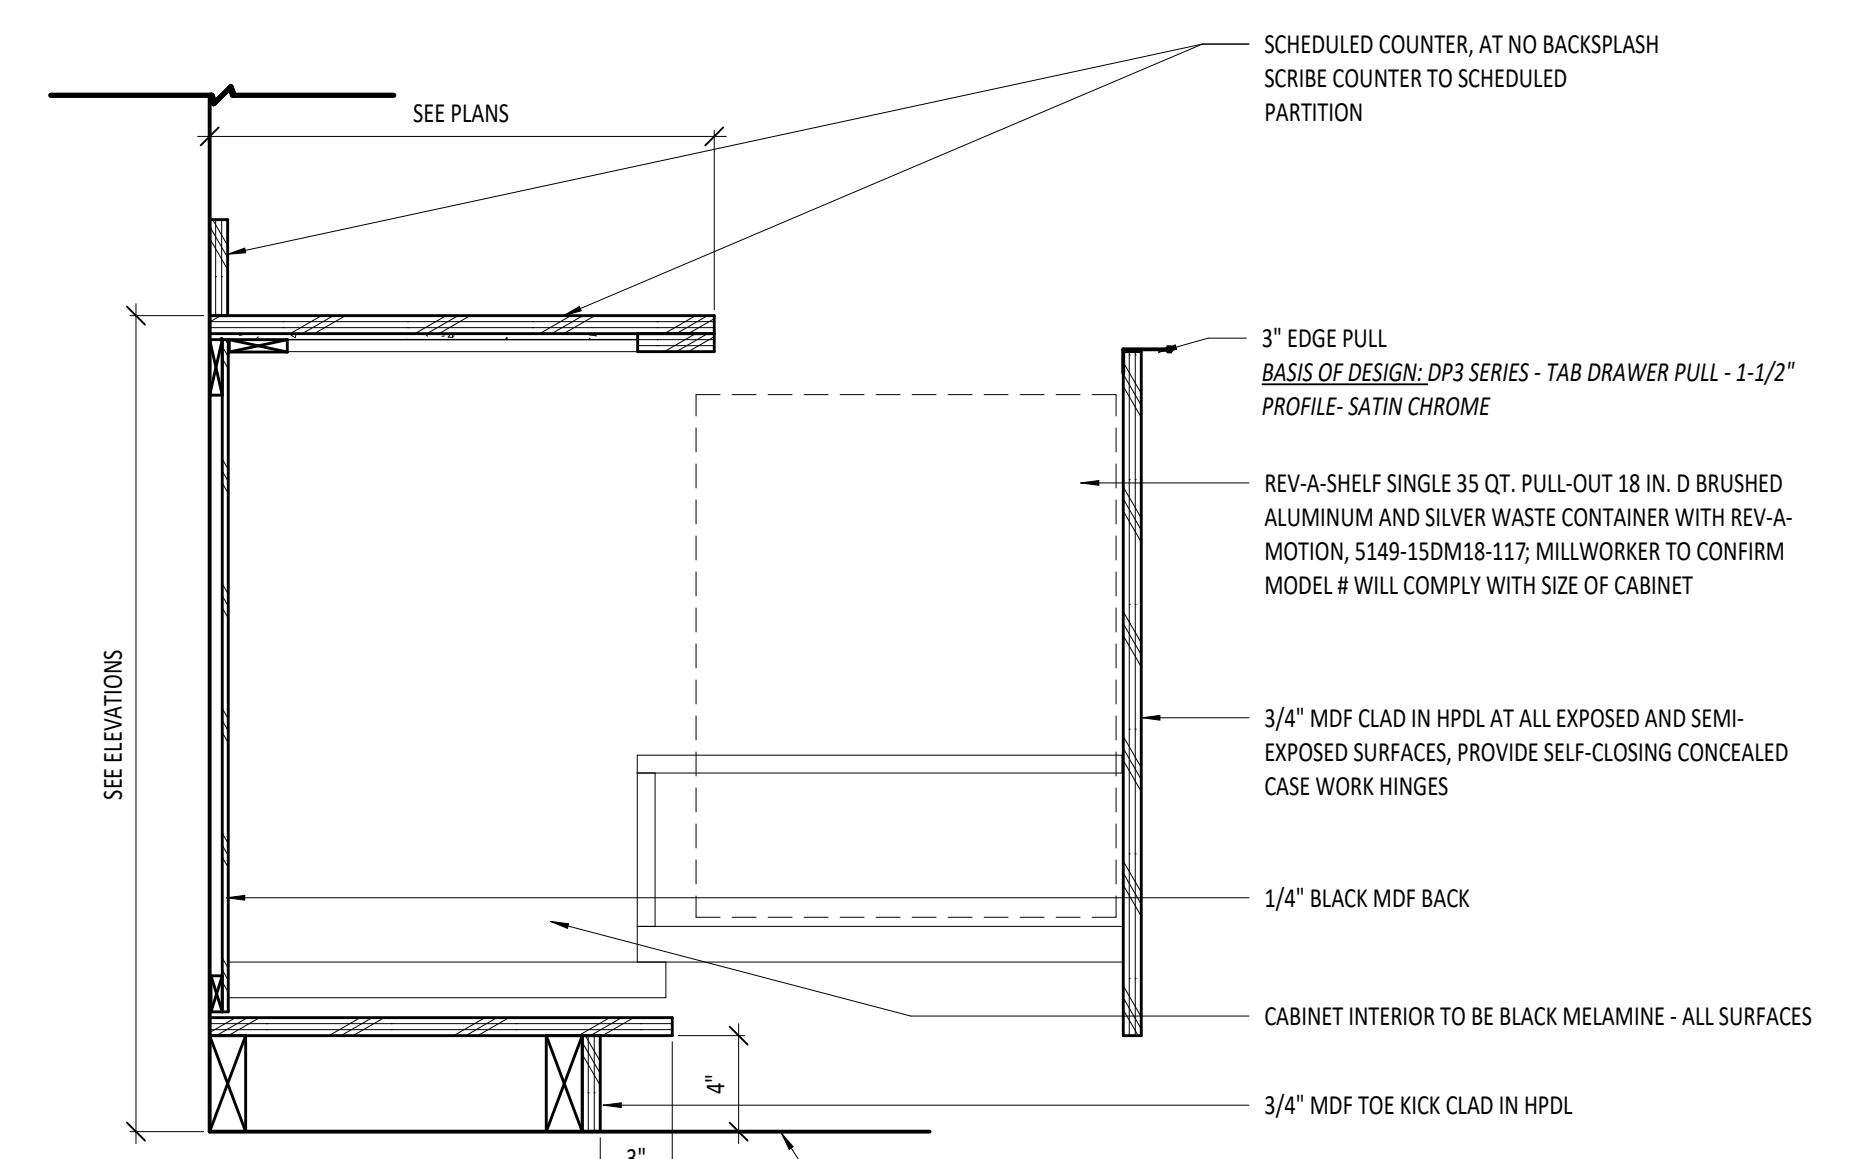 SCHEDULED COUNTER, AT NO BACKSPLASH
SCRIBE COUNTER TO SCHEDULED
PARTITION
SEE PLANS
3" EDGE PULL
BASIS OF DESIGN: DP3 SERIES - TAB DRAWER PULL - 1-1/2"
PROFILE- SATIN CHROME
REV-A-SHELF SINGLE 35 QT. PULL-OUT 18 IN. D BRUSHED
ALUMINUM AND SILVER WASTE CONTAINER WITH REV-A-
MOTION, 5149-15DM18-117; MILLWORKER TO CONFIRM
MODEL # WILL COMPLY WITH SIZE OF CABINET
SEE ELEVATIONS
3/4" MDF CLAD IN HPDL AT ALL EXPOSED AND SEMI-
EXPOSED SURFACES, PROVIDE SELF-CLOSING CONCEALED
CASE WORK HINGES
1/4" BLACK MDF BACK
CABINET INTERIOR TO BE BLACK MELAMINE - ALL SURFACES
4"
3/4" MDF TOE KICK CLAD IN HPDL
3"